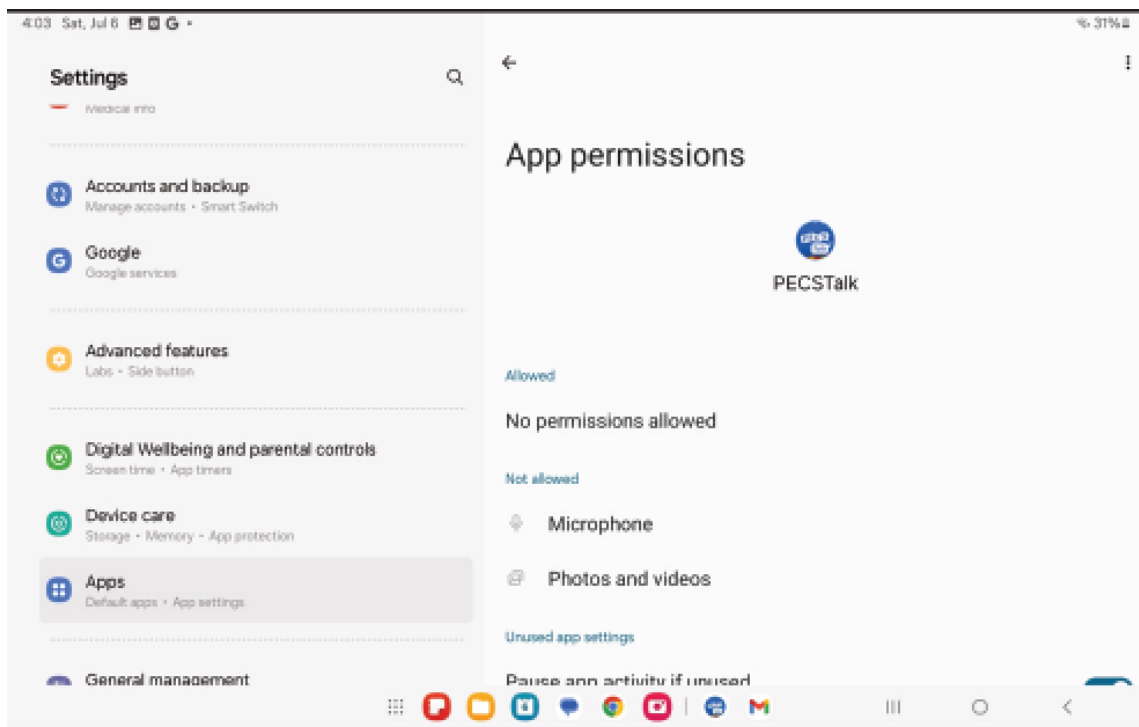 4:03 Sat, Jul 6
31%
Settings
Medical info
Accounts and backup
Manage accounts • Smart Switch
Google
Google services
Advanced features
Labs • Side button
Digital Wellbeing and parental controls
Screen time • App timers
Device care
Storage • Memory • App protection
Apps
Default apps • App settings
General management
App permissions
PECSTalk
Allowed
No permissions allowed
Not allowed
Microphone
Photos and videos
Unused app settings
Pause app activity if unused